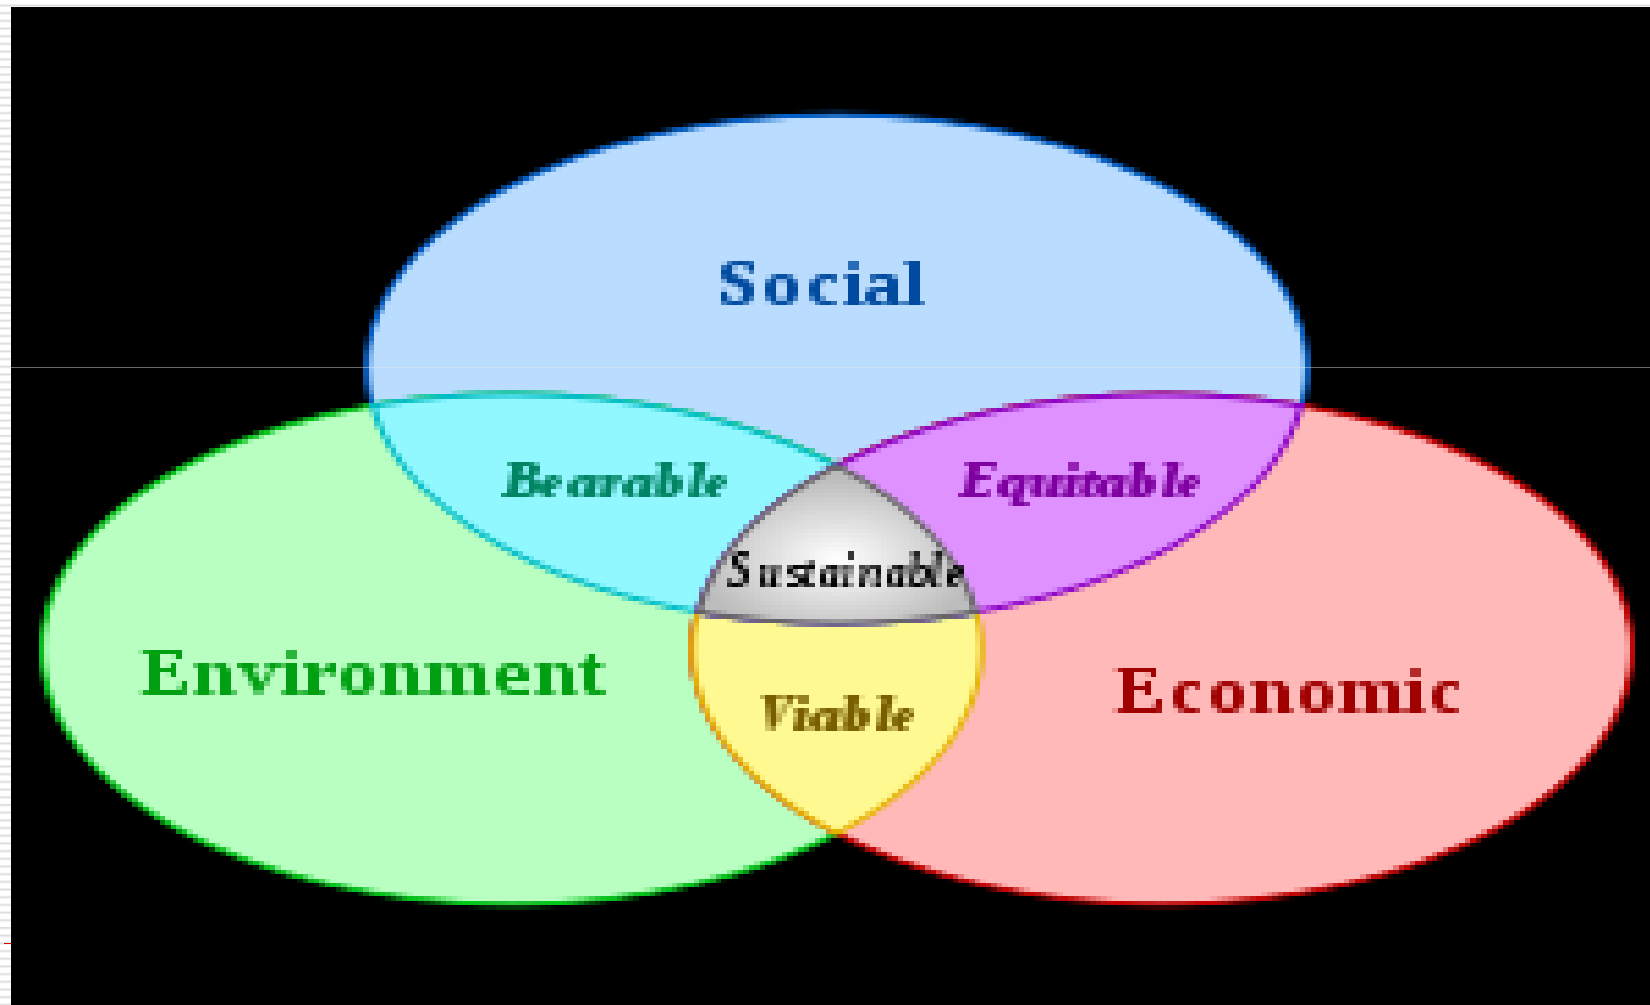 Social
Bearable
Equitable
Sustainable
Environment
Economic
Viable